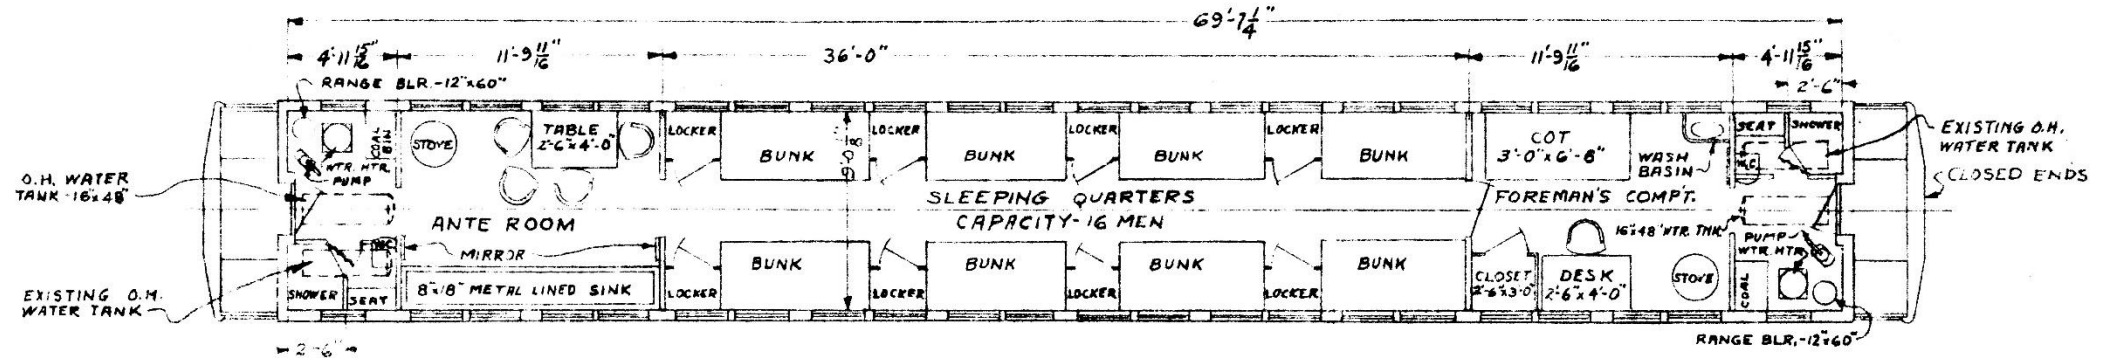 69'-7 1/4"
4'-11 15/16"
11'-9 11/16"
36'-0"
11'-9 11/16"
4'-11 15/16"
2'-6"
RANGE BLR.-12"x60"
COAL BIN
WTR. HTR.
PUMP
STOVE
TABLE
2'-6"x4'-0"
LOCKER
BUNK
LOCKER
BUNK
LOCKER
BUNK
LOCKER
BUNK
COT
3'-0"x6'-8"
WASH
BASIN
SEAT
SHOWER
W.C.
EXISTING O.H.
WATER TANK
CLOSED ENDS
O.H. WATER
TANK-16"x48"
ANTE ROOM
MIRROR
SLEEPING QUARTERS
CAPACITY-16 MEN
FOREMAN'S COMPT.
16"x48" WTR. TNK.
PUMP
WTR. HTR.
W.C.
EXISTING O.H.
WATER TANK
SHOWER
SEAT
8"x18" METAL LINED SINK
BUNK
LOCKER
BUNK
LOCKER
BUNK
LOCKER
BUNK
LOCKER
CLOSET
2'-6"x3'-0"
DESK
2'-6"x4'-0"
STOVE
COAL
2'-6"
RANGE BLR.-12"x60"